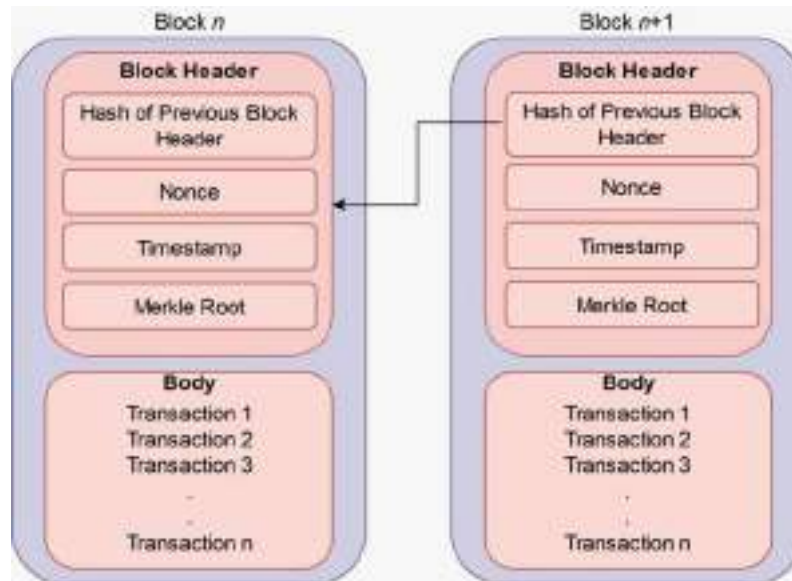 Block n
Block Header
Hash of Previous Block
Header
Nonce
Timestamp
Merkle Root
Body
Transaction 1
Transaction 2
Transaction 3
.
.
Transaction n
Block n+1
Block Header
Hash of Previous Block
Header
Nonce
Timestamp
Merkle Root
Body
Transaction 1
Transaction 2
Transaction 3
.
.
Transaction n